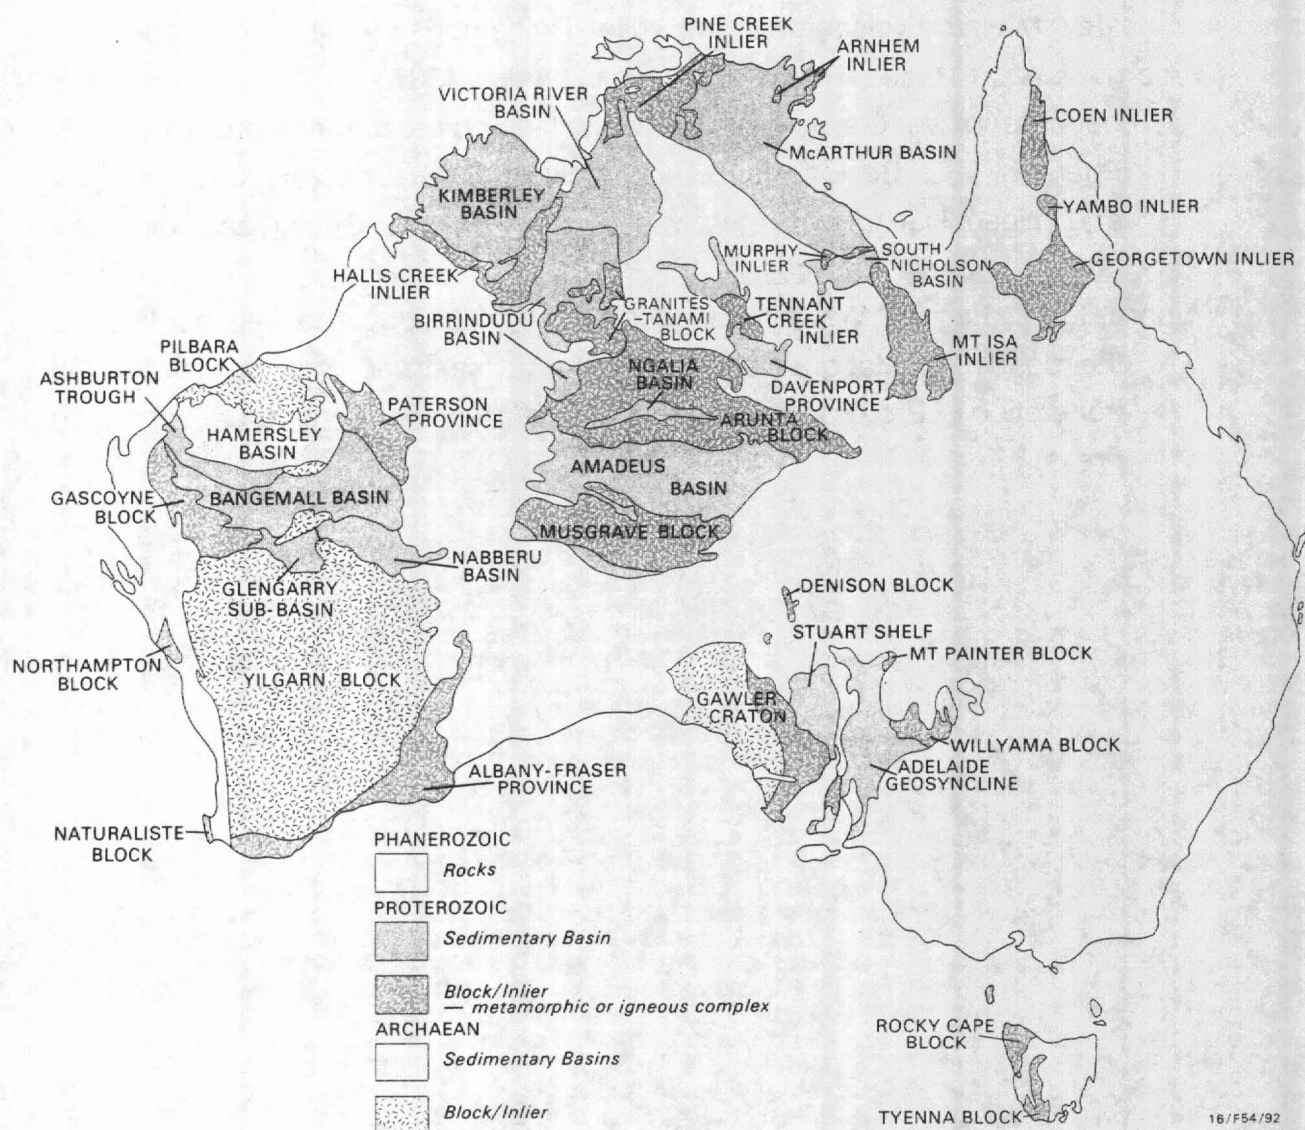 PINE CREEK
INLIER
ARNHEM
INLIER
VICTORIA RIVER
BASIN
COEN INLIER
McARTHUR BASIN
KIMBERLEY
BASIN
YAMBO INLIER
MURPHY
INLIER
SOUTH
NICHOLSON
BASIN
GEORGETOWN INLIER
HALLS CREEK
INLIER
GRANITES
-TANAMI
BLOCK
TENNANT
CREEK
INLIER
BIRRINDUDU
BASIN
MT ISA
INLIER
PILBARA
BLOCK
ASHBURTON
TROUGH
NGALIA
BASIN
DAVENPORT
PROVINCE
PATERSON
PROVINCE
HAMERSLEY
BASIN
ARUNTA
BLOCK
AMADEUS
BASIN
GASCOYNE
BLOCK
BANGEMALL BASIN
MUSGRAVE BLOCK
NABBERU
BASIN
GLENGARRY
SUB-BASIN
DENISON BLOCK
STUART SHELF
MT PAINTER BLOCK
NORTHAMPTON
BLOCK
YILGARN BLOCK
GAWLER
CRATON
WILLYAMA BLOCK
ADELAIDE
GEOSYNCLINE
ALBANY-FRASER
PROVINCE
NATURALISTE
BLOCK
PHANEROZOIC
Rocks
PROTEROZOIC
Sedimentary Basin
Block/Inlier
— metamorphic or igneous complex
ARCHAEAN
Sedimentary Basins
Block/Inlier
ROCKY CAPE
BLOCK
TYENNA BLOCK
16/F54/92